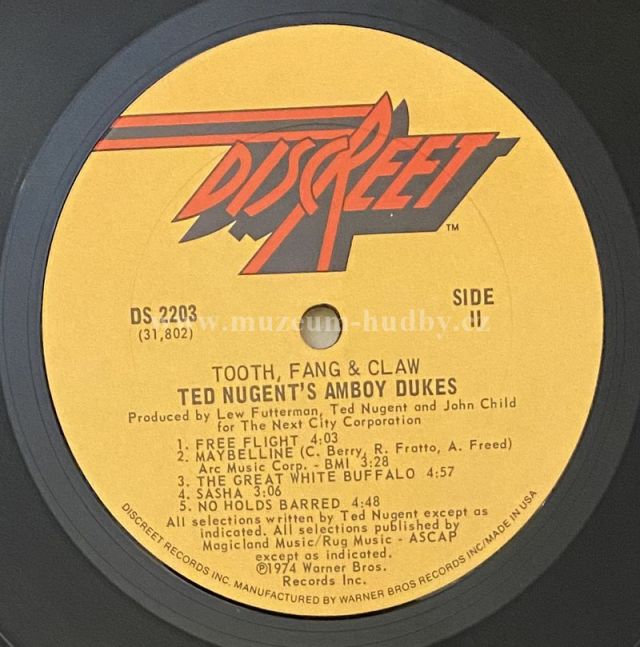 DISCREET
TM
DS 2203
(31,802)
SIDE
II
www.muzeum-hudby.cz
TOOTH, FANG & CLAW
TED NUGENT'S AMBOY DUKES
Produced by Lew Futterman, Ted Nugent and John Child
for The Next City Corporation
1. FREE FLIGHT 4:03
2. MAYBELLINE (C. Berry, R. Fratto, A. Freed)
Arc Music Corp. - BMI 3:28
3. THE GREAT WHITE BUFFALO 4:57
4. SASHA 3:06
5. NO HOLDS BARRED 4:48
All selections written by Ted Nugent except as
indicated. All selections published by
Magicland Music/Rug Music - ASCAP
except as indicated.
℗1974 Warner Bros.
Records Inc.
DISCREET RECORDS INC. MANUFACTURED BY WARNER BROS RECORDS INC/MADE IN USA